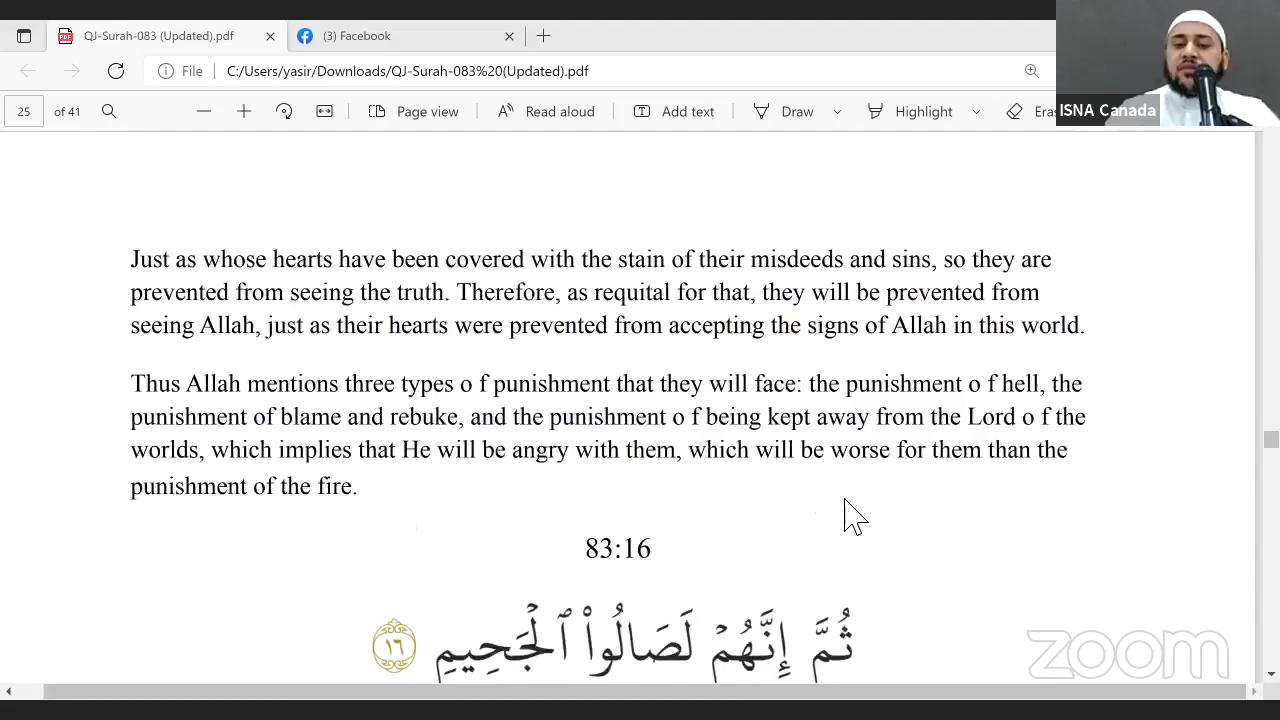 QJ-Surah-083 (Updated).pdf
(3) Facebook
File
C:/Users/yasir/Downloads/QJ-Surah-083%20(Updated).pdf
25 of 41
Page view
Read aloud
Add text
Draw
Highlight
Eras
ISNA Canada
Just as whose hearts have been covered with the stain of their misdeeds and sins, so they are
prevented from seeing the truth. Therefore, as requital for that, they will be prevented from
seeing Allah, just as their hearts were prevented from accepting the signs of Allah in this world.
Thus Allah mentions three types o f punishment that they will face: the punishment o f hell, the
punishment of blame and rebuke, and the punishment o f being kept away from the Lord o f the
worlds, which implies that He will be angry with them, which will be worse for them than the
punishment of the fire.
83:16
ثُمَّ إِنَّهُمْ لَصَالُوا۟ ٱلْجَحِيمِ ١٦
zoom